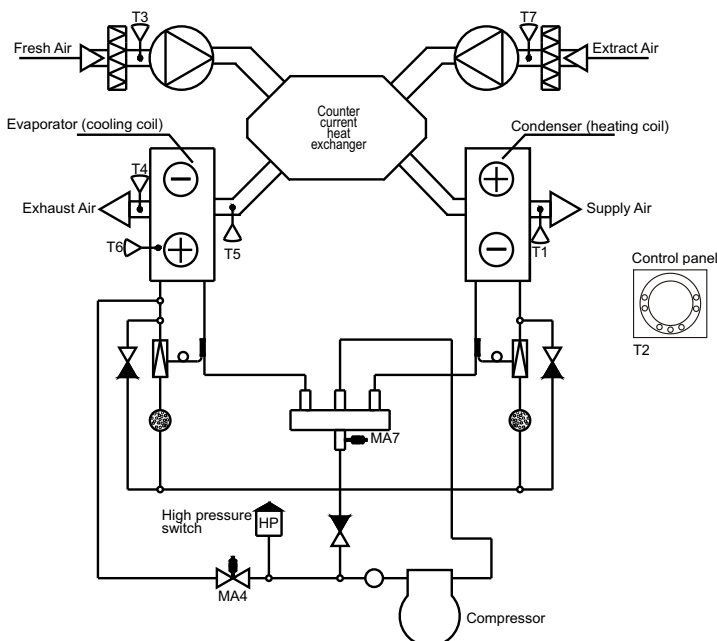 T3
T7
Fresh Air
Extract Air
Counter
current
heat
exchanger
Evaporator (cooling coil)
Condenser (heating coil)
T4
Exhaust Air
Supply Air
T6
T5
T1
Control panel
T2
MA7
High pressure
switch
HP
MA4
Compressor